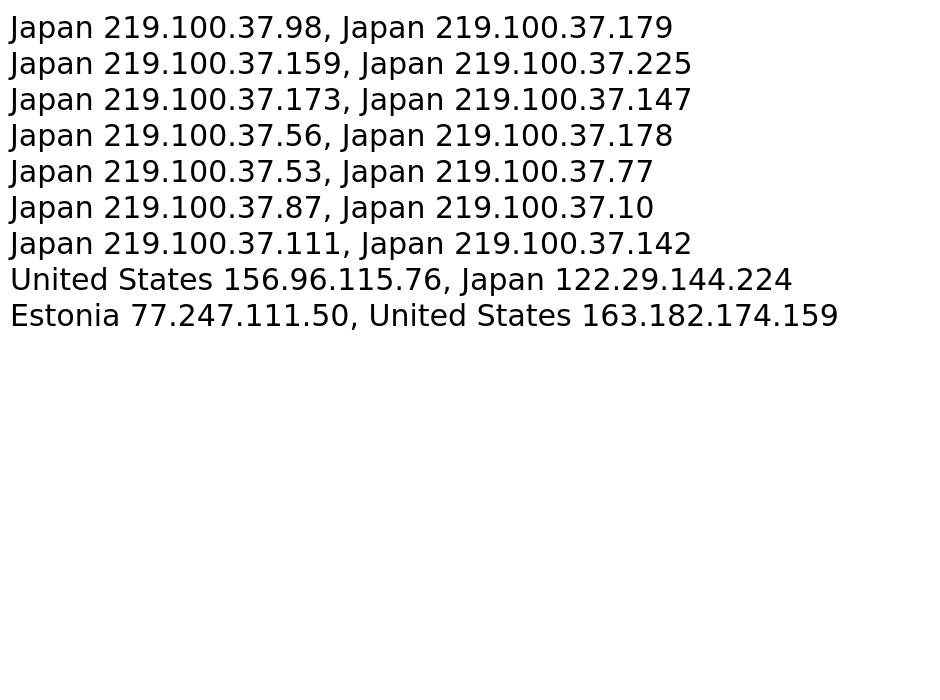 Japan 219.100.37.98, Japan 219.100.37.179
Japan 219.100.37.159, Japan 219.100.37.225
Japan 219.100.37.173, Japan 219.100.37.147
Japan 219.100.37.56, Japan 219.100.37.178
Japan 219.100.37.53, Japan 219.100.37.77
Japan 219.100.37.87, Japan 219.100.37.10
Japan 219.100.37.111, Japan 219.100.37.142
United States 156.96.115.76, Japan 122.29.144.224
Estonia 77.247.111.50, United States 163.182.174.159